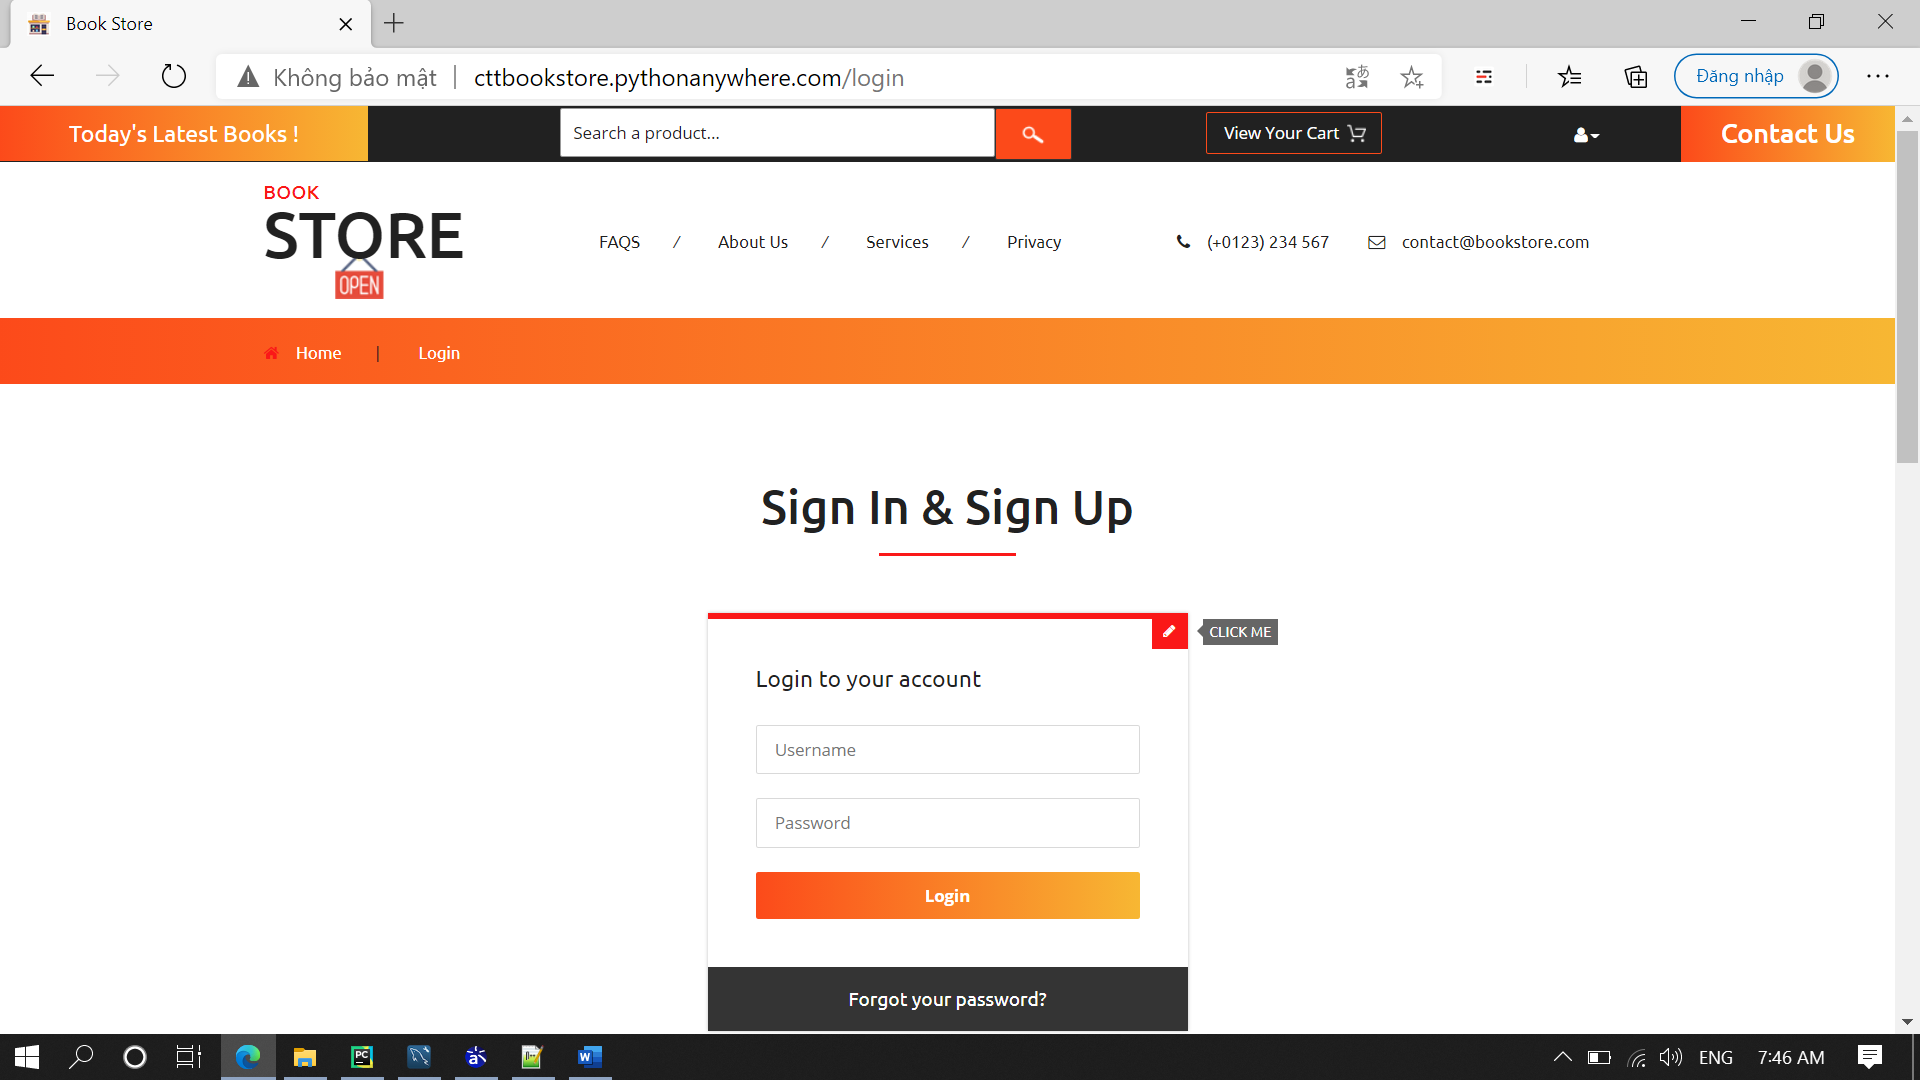 Book Store
Không bảo mật | cttbookstore.pythonanywhere.com/login
Đăng nhập
Today's Latest Books !
Search a product...
View Your Cart
Contact Us
BOOK
STORE
OPEN
FAQS / About Us / Services / Privacy
(+0123) 234 567
contact@bookstore.com
Home | Login
Sign In & Sign Up
CLICK ME
Login to your account
Username
Password
Login
Forgot your password?
ENG
7:46 AM